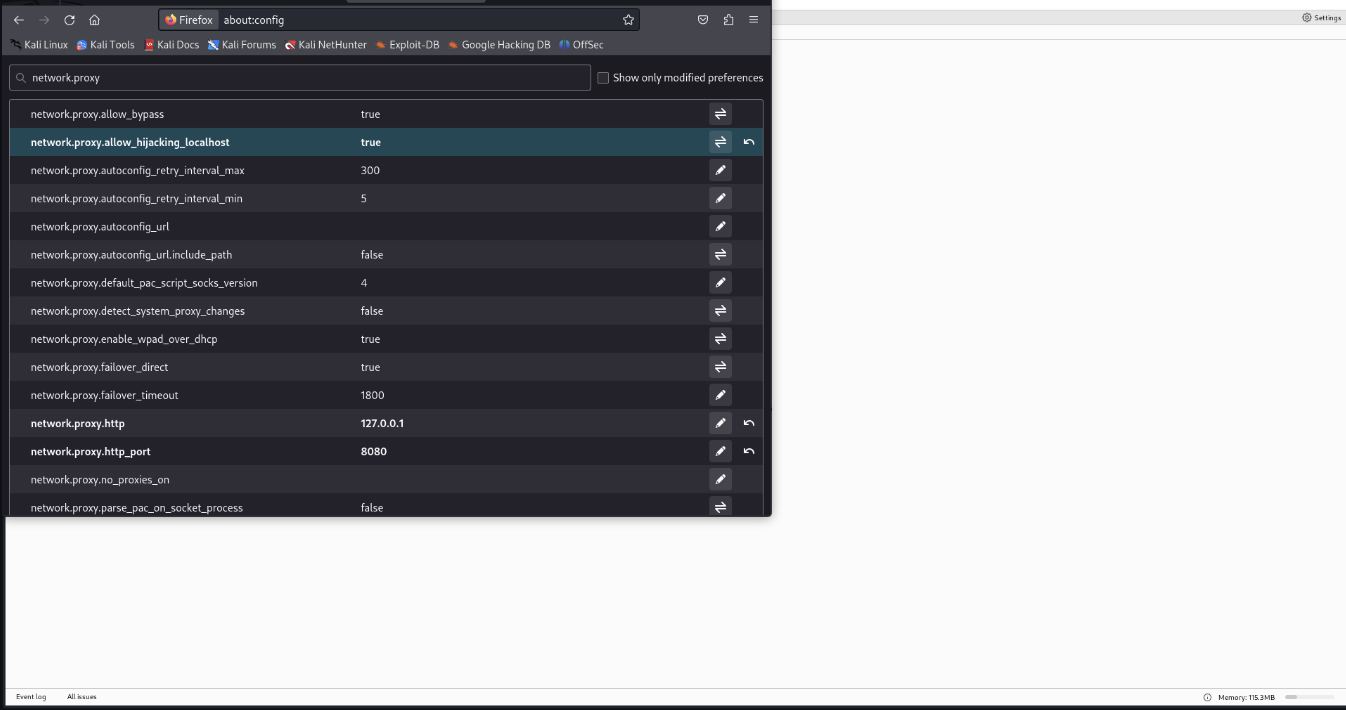 Firefox about:config
Settings
Kali Linux Kali Tools Kali Docs Kali Forums Kali NetHunter Exploit-DB Google Hacking DB OffSec
network.proxy Show only modified preferences
network.proxy.allow_bypass true
network.proxy.allow_hijacking_localhost true
network.proxy.autoconfig_retry_interval_max 300
network.proxy.autoconfig_retry_interval_min 5
network.proxy.autoconfig_url
network.proxy.autoconfig_url.include_path false
network.proxy.default_pac_script_socks_version 4
network.proxy.detect_system_proxy_changes false
network.proxy.enable_wpad_over_dhcp true
network.proxy.failover_direct true
network.proxy.failover_timeout 1800
network.proxy.http 127.0.0.1
network.proxy.http_port 8080
network.proxy.no_proxies_on
network.proxy.parse_pac_on_socket_process false
Event log All issues Memory: 115.3MB